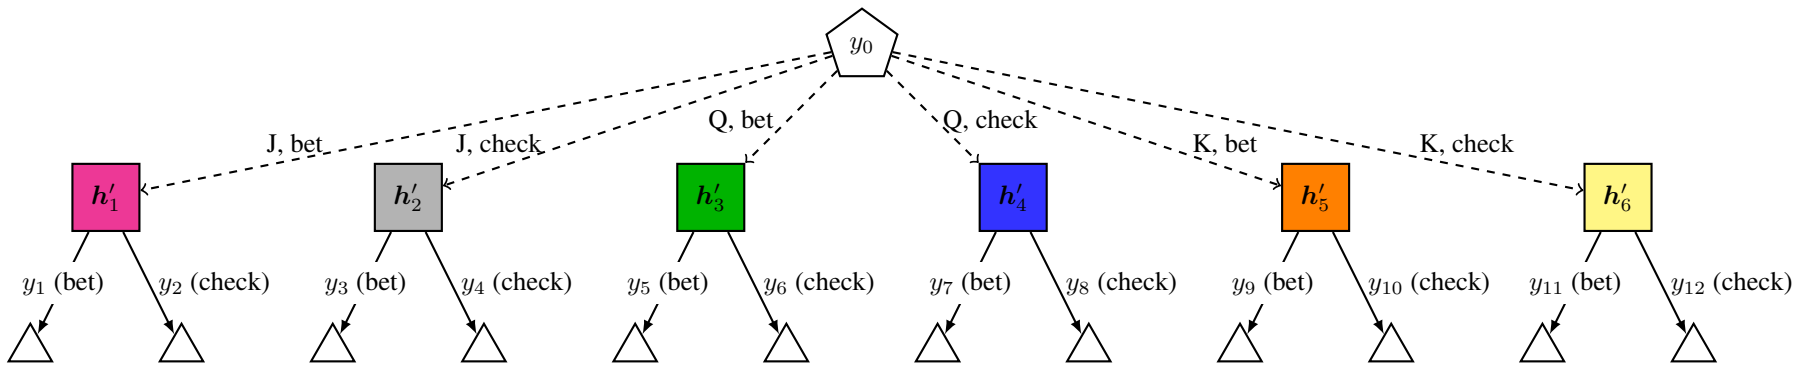 y₀
J, bet
J, check
Q, bet
Q, check
K, bet
K, check
h′₁
h′₂
h′₃
h′₄
h′₅
h′₆
y₁ (bet)
y₂ (check)
y₃ (bet)
y₄ (check)
y₅ (bet)
y₆ (check)
y₇ (bet)
y₈ (check)
y₉ (bet)
y₁₀ (check)
y₁₁ (bet)
y₁₂ (check)